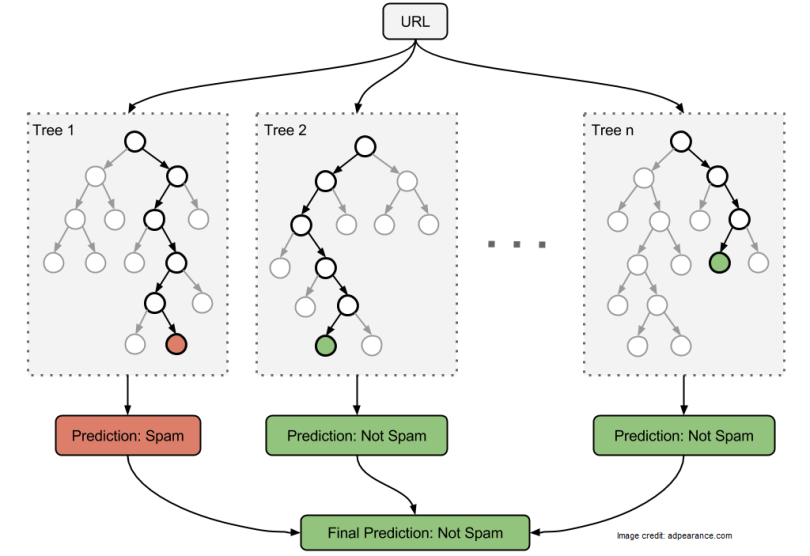 URL
Tree 1
Tree 2
Tree n
Prediction: Spam
Prediction: Not Spam
Prediction: Not Spam
Final Prediction: Not Spam
Image credit: adpearance.com